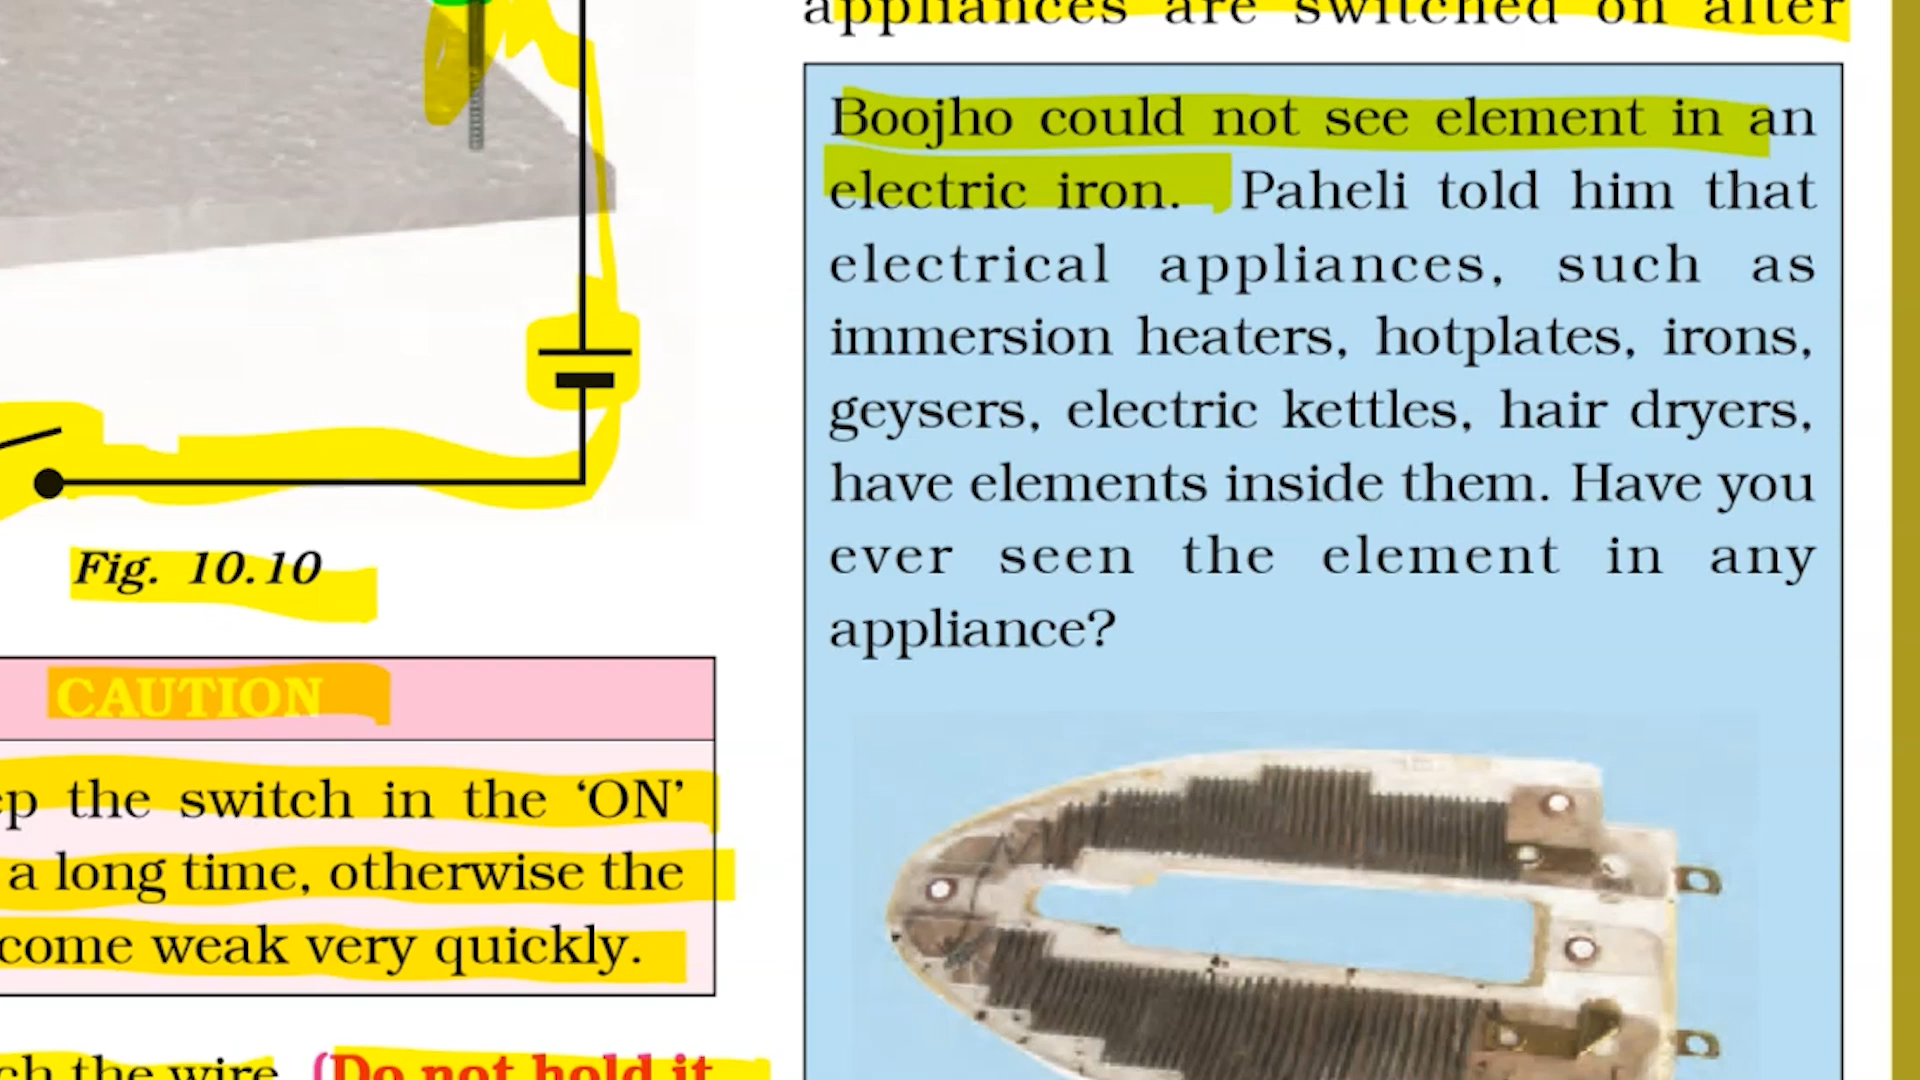 Fig. 10.10
CAUTION
the switch in the ‘ON’
a long time, otherwise the
come weak very quickly.
the wire. (Do not hold it
appliances are switched on after
Boojho could not see element in an
electric iron. Paheli told him that
electrical appliances, such as
immersion heaters, hotplates, irons,
geysers, electric kettles, hair dryers,
have elements inside them. Have you
ever seen the element in any
appliance?